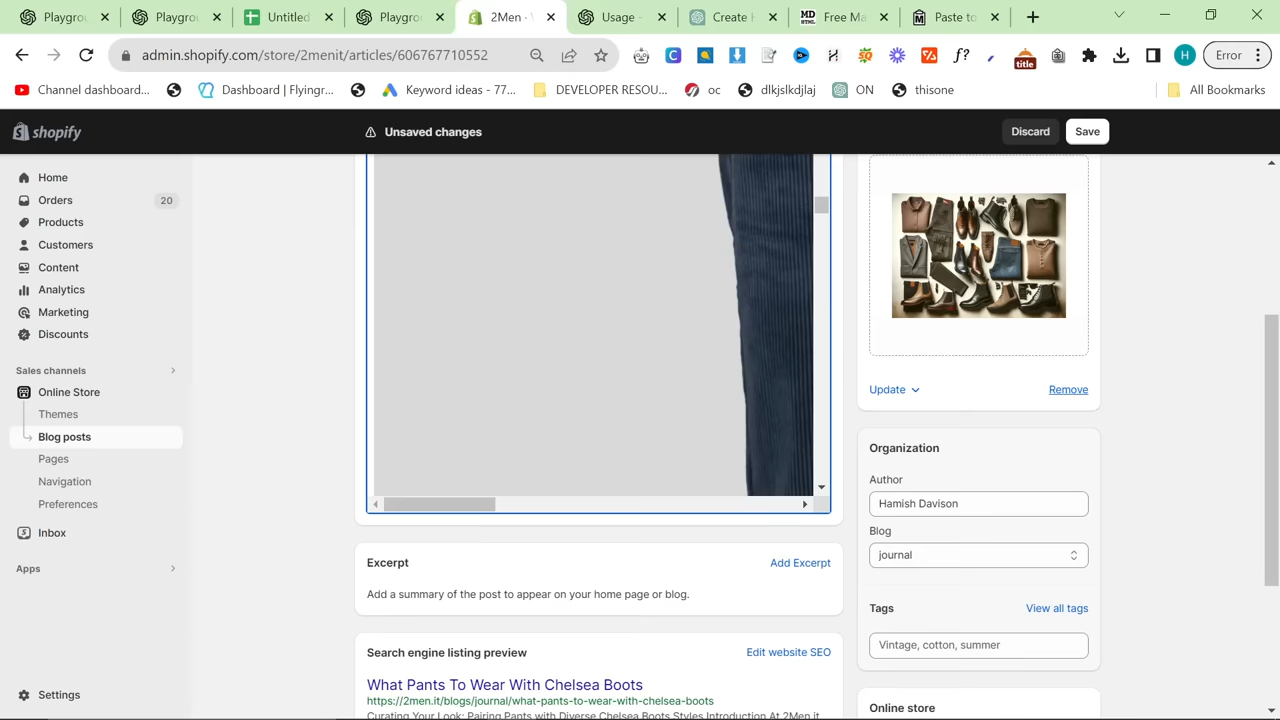 Playgro
Playgrou
Untitled
Playgro
2Men -
Usage -
Create H
MD
HTML
Free Ma
Paste to
admin.shopify.com/store/2menit/articles/606767710552
title
H
Error
Channel dashboard...
Dashboard | Flyingr...
Keyword ideas - 77...
DEVELOPER RESOU...
oc
dlkjslkdjlaj
ON
thisone
All Bookmarks
shopify
Unsaved changes
Discard
Save
Home
Orders
20
Products
Customers
Content
Analytics
Marketing
Discounts
Sales channels
Online Store
Themes
Blog posts
Pages
Navigation
Preferences
Inbox
Apps
Settings
Update
Remove
Organization
Author
Hamish Davison
Blog
journal
Tags
View all tags
Vintage, cotton, summer
Online store
Excerpt
Add Excerpt
Add a summary of the post to appear on your home page or blog.
Search engine listing preview
Edit website SEO
What Pants To Wear With Chelsea Boots
https://2men.it/blogs/journal/what-pants-to-wear-with-chelsea-boots
Curating Your Look: Pairing Pants with Diverse Chelsea Boots Styles Introduction At 2Men.it